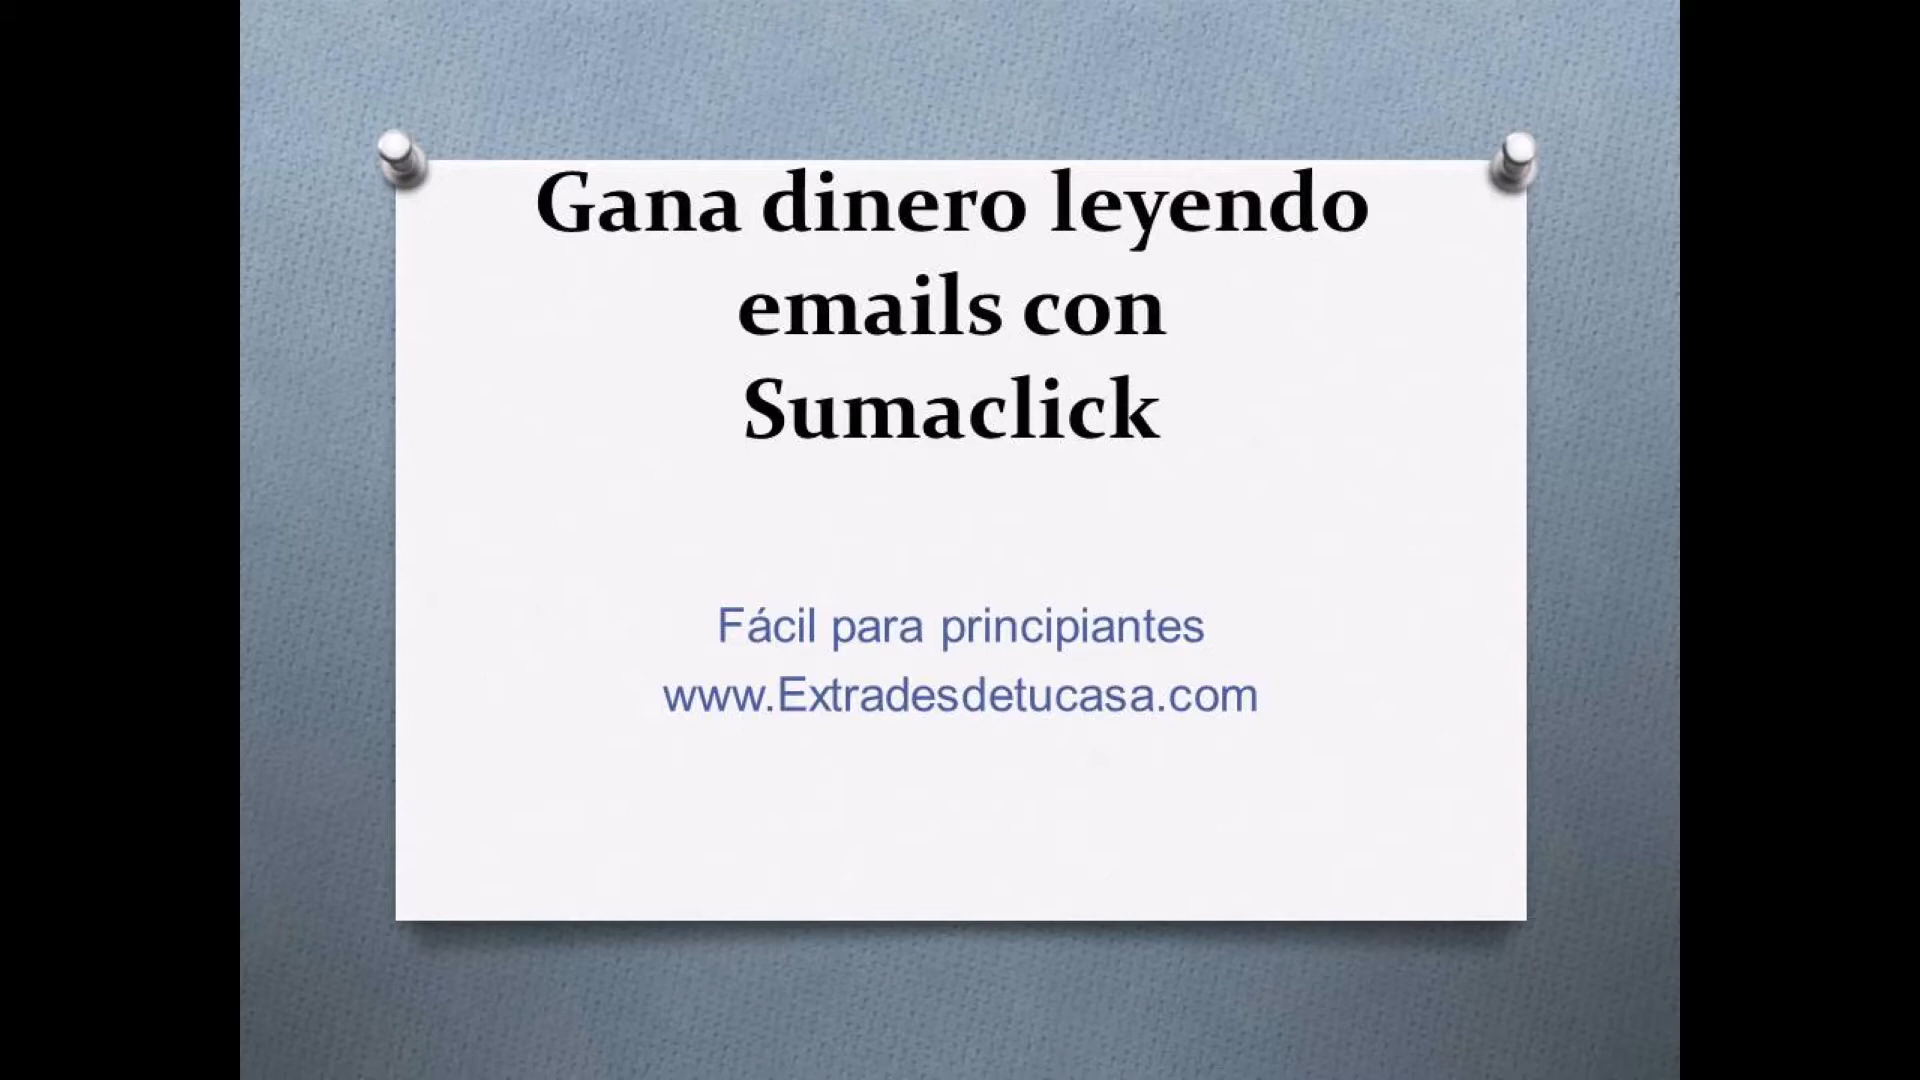 Gana dinero leyendo
emails con
Sumaclick
Fácil para principiantes
www.Extradesdetucasa.com